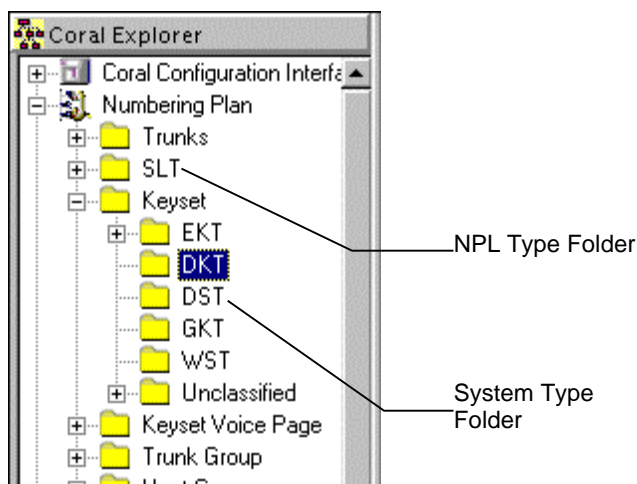 Coral Explorer
Coral Configuration Interfa
Numbering Plan
Trunks
SLT
Keyset
EKT
DKT
DST
GKT
WST
Unclassified
Keyset Voice Page
Trunk Group
NPL Type Folder
System Type
Folder